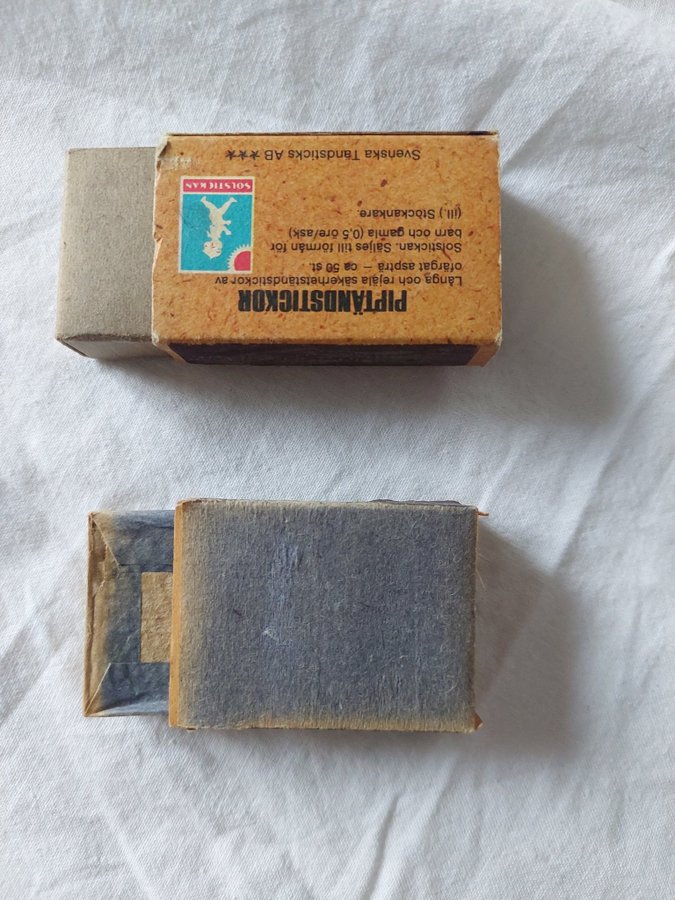 PIPTÄNDSTICKOR
Långa och rejäla säkerhetständstickor av
ofärgat aspträ – ca 50 st.
Solstickan. Säljes till förmån för
barn och gamla (0,5 öre/ask)
(ill.) Stockankare.
SOLSTICKAN
Svenska Tändsticks AB ★★★